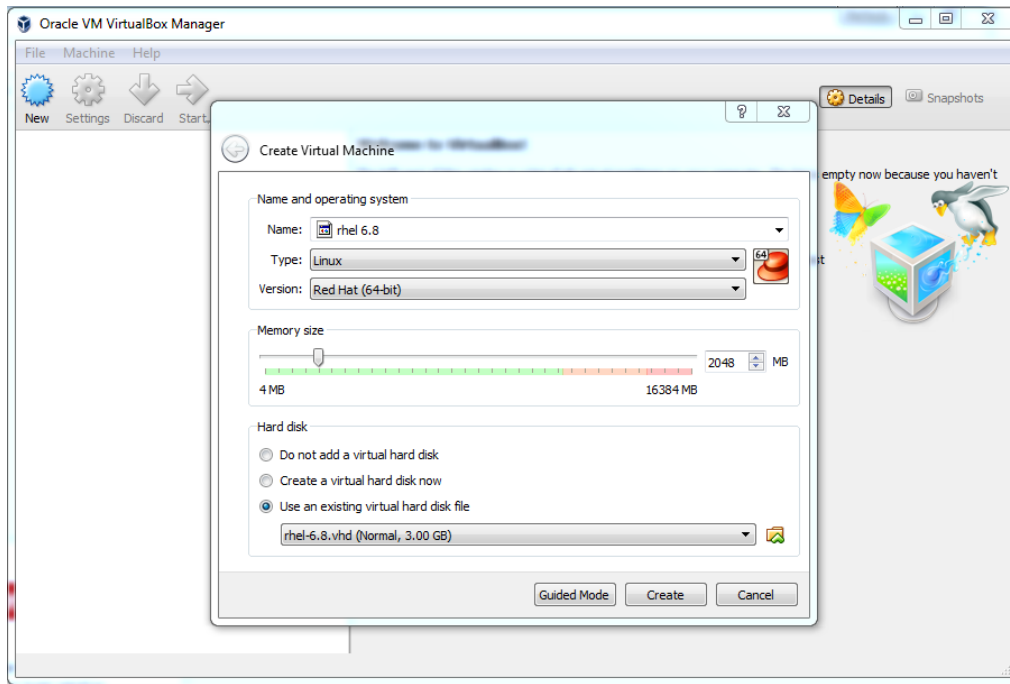 Oracle VM VirtualBox Manager
File Machine Help
New Settings Discard Start
Details Snapshots
Create Virtual Machine
empty now because you haven't
Name and operating system
Name: rhel 6.8
Type: Linux
64
Version: Red Hat (64-bit)
Memory size
2048 MB
4 MB 16384 MB
Hard disk
Do not add a virtual hard disk
Create a virtual hard disk now
Use an existing virtual hard disk file
rhel-6.8.vhd (Normal, 3.00 GB)
Guided Mode Create Cancel